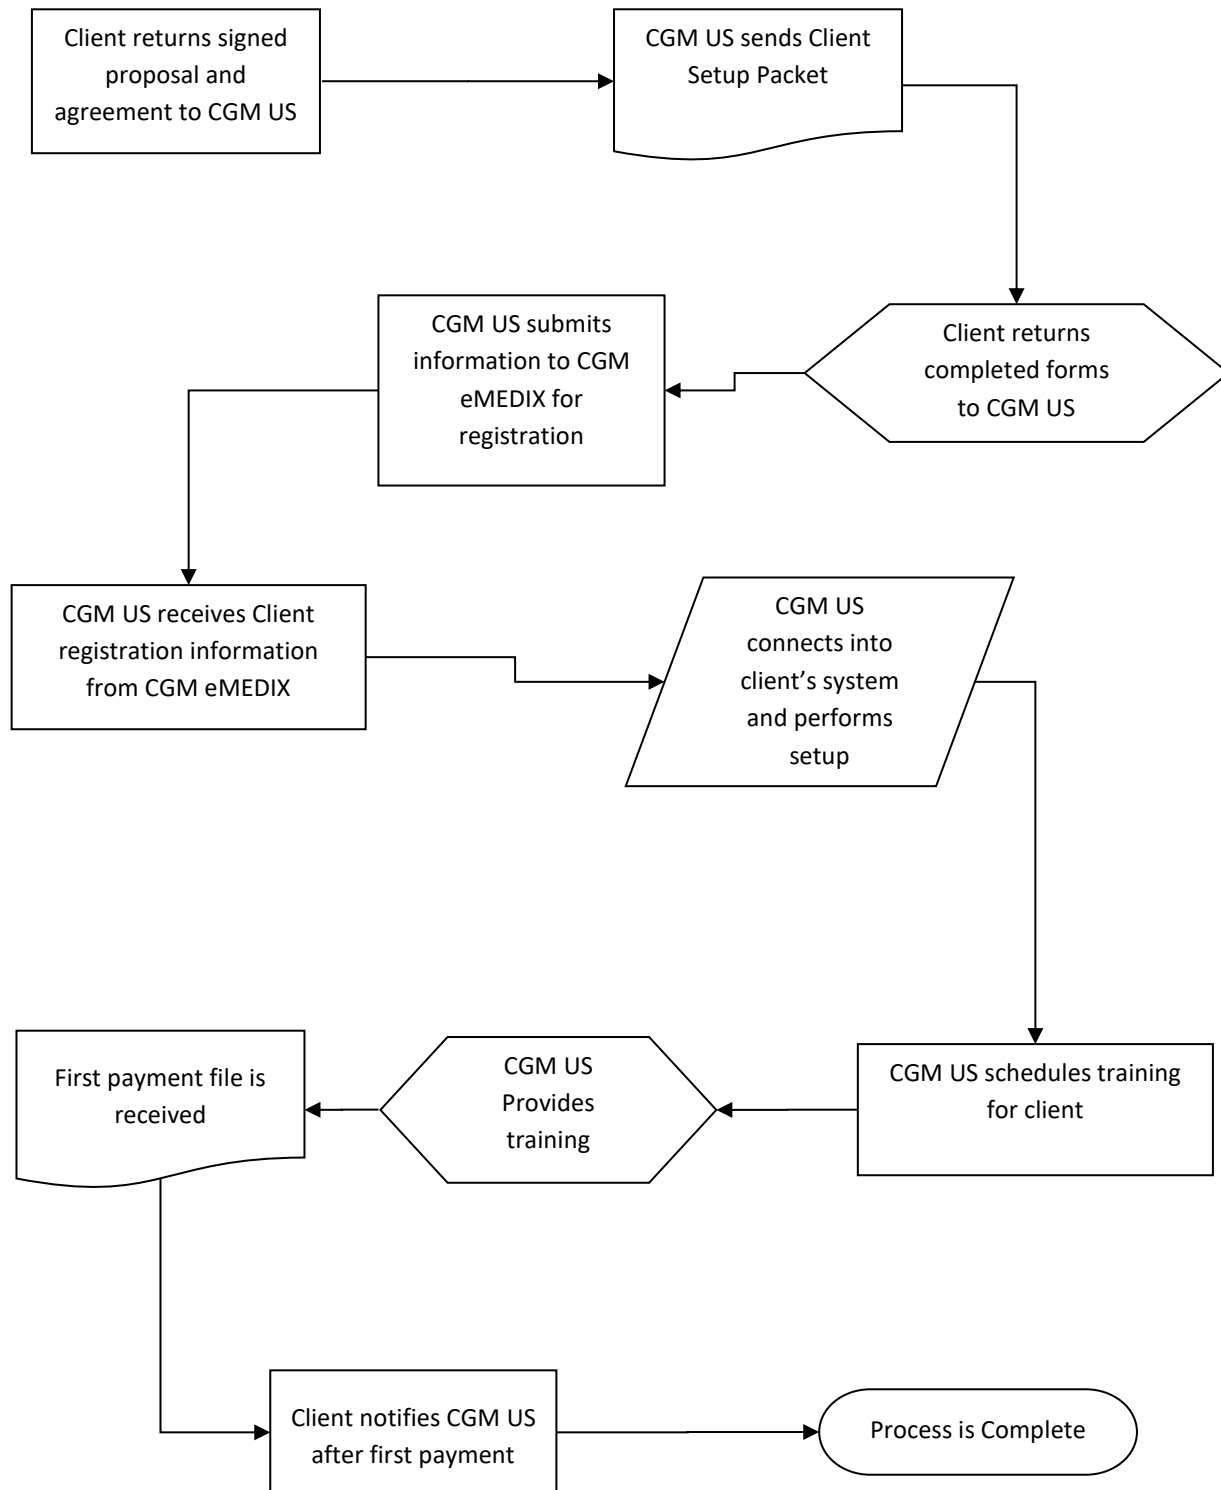 Client returns signed
proposal and
agreement to CGM US
CGM US sends Client
Setup Packet
Client returns
completed forms
to CGM US
CGM US submits
information to CGM
eMEDIX for
registration
CGM US receives Client
registration information
from CGM eMEDIX
CGM US
connects into
client’s system
and performs
setup
CGM US schedules training
for client
CGM US
Provides
training
First payment file is
received
Client notifies CGM US
after first payment
Process is Complete